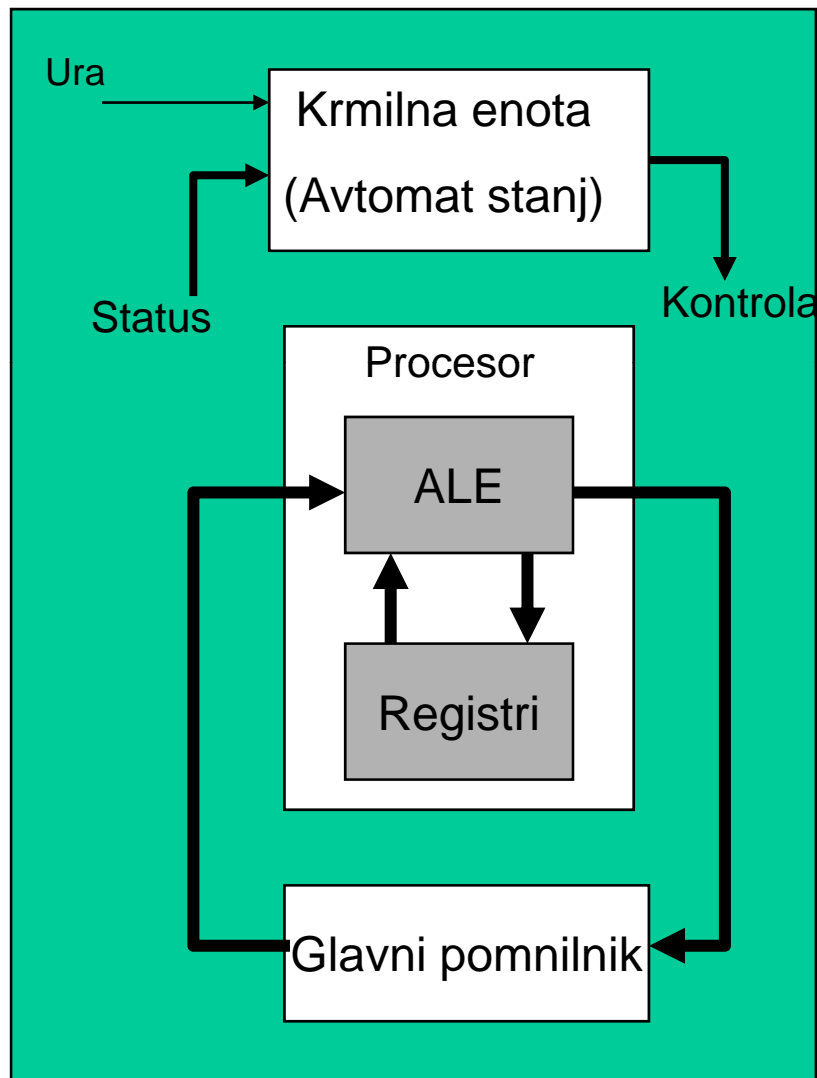 Ura
Krmilna enota
(Avtomat stanj)
Status
Kontrola
Procesor
ALE
Registri
Glavni pomnilnik